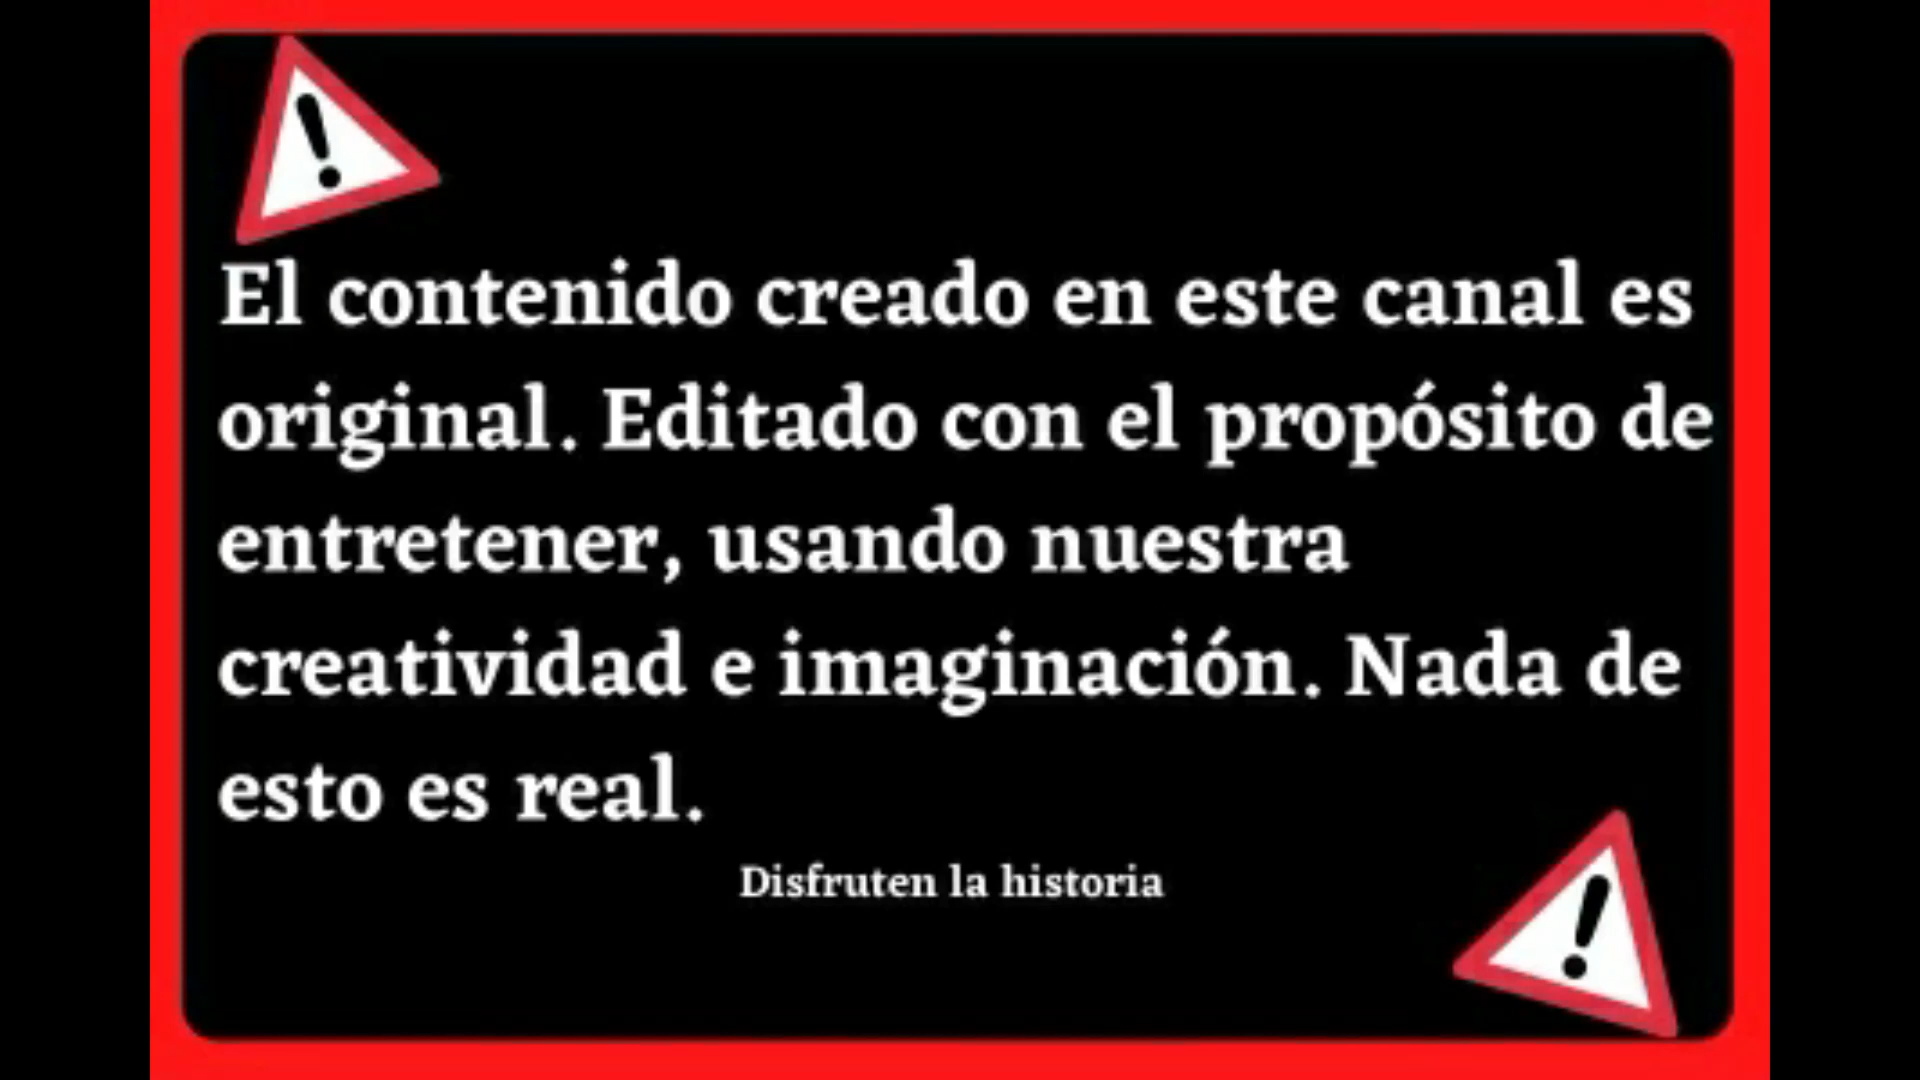 El contenido creado en este canal es
original. Editado con el propósito de
entretener, usando nuestra
creatividad e imaginación. Nada de
esto es real.
Disfruten la historia